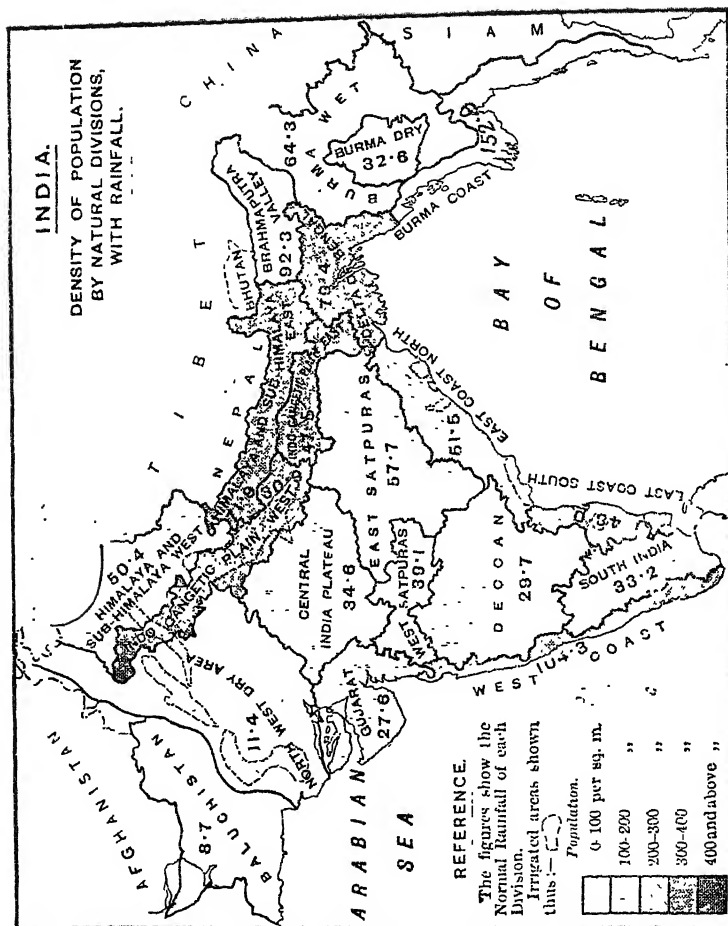 INDIA.
DENSITY OF POPULATION
BY NATURAL DIVISIONS,
WITH RAINFALL.
CHINA
SIAM
TIBET
NEPAL
BHUTAN
AFGHANISTAN
BALUCHISTAN
8·7
NORTH WEST DRY AREA
11·4
50·4
HIMALAYA AND
SUB-HIMALAYA WEST
INDO GANGETIC PLAIN WEST
HIMALAYA AND SUB-HIMALAYA
EAST
BRAHMAPUTRA
VALLEY
92·3
64·3
BURMA WET
BURMA DRY
32·6
152·9
BURMA COAST
DELTA
BENGAL
CENTRAL
INDIA PLATEAU
34·6
EAST SATPURAS
57·7
WEST SATPURAS
39·1
GUJARAT
27·6
DECCAN
29·7
51·5
EAST COAST NORTH
EAST COAST SOUTH
SOUTH INDIA
33·2
WEST COAST
104·3
ARABIAN
SEA
BAY
OF
BENGAL
REFERENCE.
The figures show the
Normal Rainfall of each
Division.
Irrigated areas shown
thus:—
Population.
0-100 per sq. m.
100-200 „
200-300 „
300-400 „
400 and above „